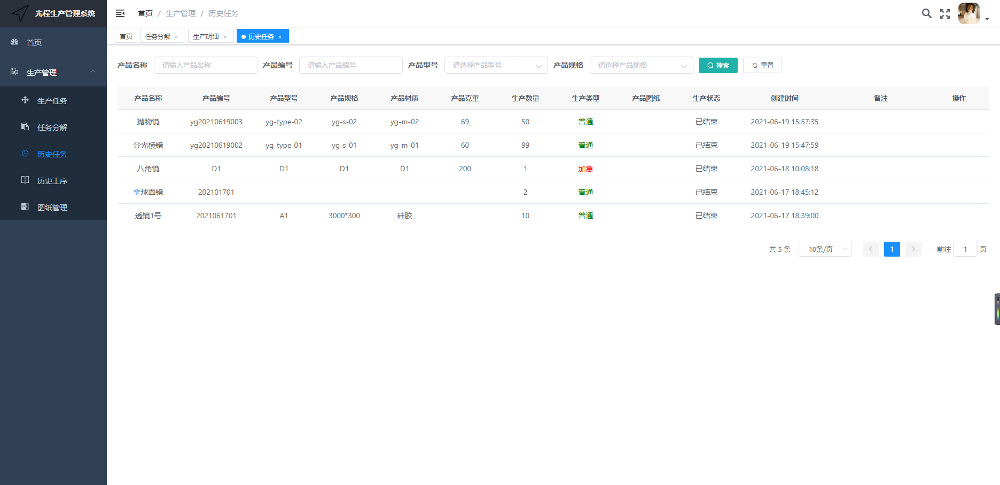 光程生产管理系统
首页 / 生产管理 / 历史任务
首页
生产管理
生产任务
任务分解
历史任务
历史工序
图纸管理
首页 任务分解 × 生产明细 × 历史任务 ×
产品名称 请输入产品名称 产品编号 请输入产品编号 产品型号 请选择产品型号 产品规格 请选择产品规格 搜索 重置
产品名称 产品编号 产品型号 产品规格 产品材质 产品克重 生产数量 生产类型 产品图纸 生产状态 创建时间 备注 操作
抛物镜 yg20210619003 yg-type-02 yg-s-02 yg-m-02 69 50 普通 已结束 2021-06-19 15:57:35
分光棱镜 yg20210619002 yg-type-01 yg-s-01 yg-m-01 60 99 普通 已结束 2021-06-19 15:47:59
八角镜 D1 D1 D1 D1 200 1 加急 已结束 2021-06-18 10:08:18
非球面镜 202101701 2 普通 已结束 2021-06-17 18:45:12
透镜1号 2021061701 A1 3000*300 硅胶 10 普通 已结束 2021-06-17 18:39:00
共 5 条 10条/页 1 前往 1 页